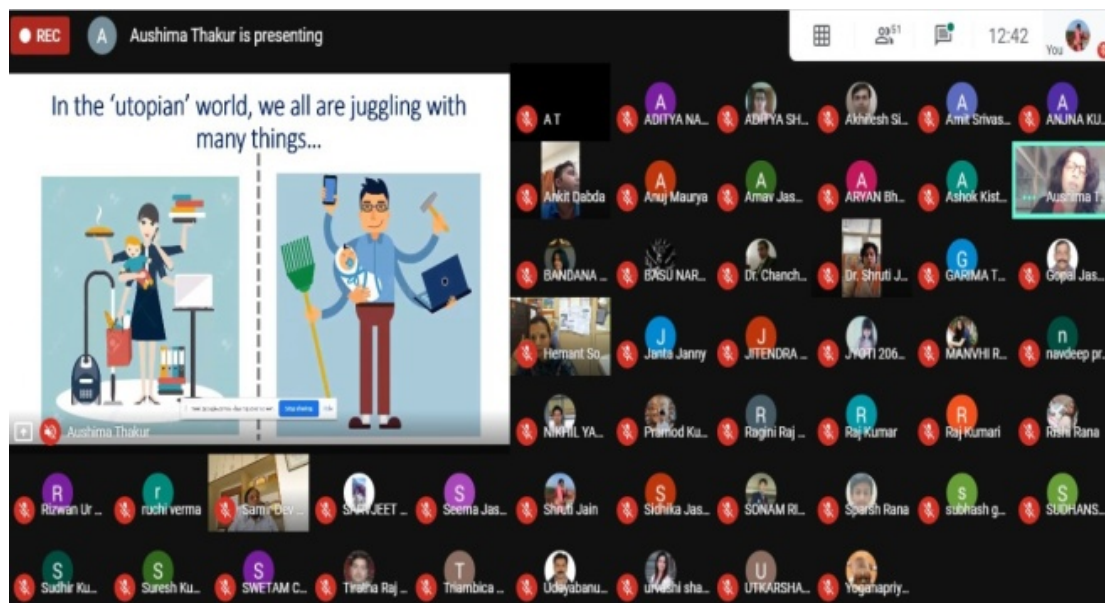 REC
A
Aushima Thakur is presenting
51
12:42
You
In the ‘utopian’ world, we all are juggling with
many things...
Stop sharing
Aushima Thakur
A T
A
ADITYA NA...
ADITYA SH...
Akhilesh Si...
A
Amit Srivas...
A
ANJNA KU...
Ankit Dabda
A
Anuj Maurya
A
Arnav Jas...
A
ARYAN Bh...
A
Ashok Kist...
Aushima T...
BANDANA ...
BASU NAR...
Dr. Chanch...
Dr. Shruti J...
G
GARIMA T...
Gopal Jas...
Hemant So...
J
Janta Janny
J
JITENDRA ...
JYOTI 206...
MANVHI R...
n
navdeep pr...
NIKHIL YA...
Pramod Ku...
R
Ragini Raj ...
R
Raj Kumar
R
Raj Kumari
Rishi Rana
R
Rizwan Ur ...
r
ruchi verma
Samir Dev ...
SARVJEET ...
S
Seema Jas...
Shruti Jain
S
Sidhika Jas...
SONAM RI...
Sparsh Rana
s
subhash g...
S
SUDHANS...
S
Sudhir Ku...
S
Suresh Ku...
S
SWETAM C...
Tiratha Raj ...
T
Triambica ...
Udayabanu...
urvashi sha...
U
UTKARSHA...
Yoganapriy...